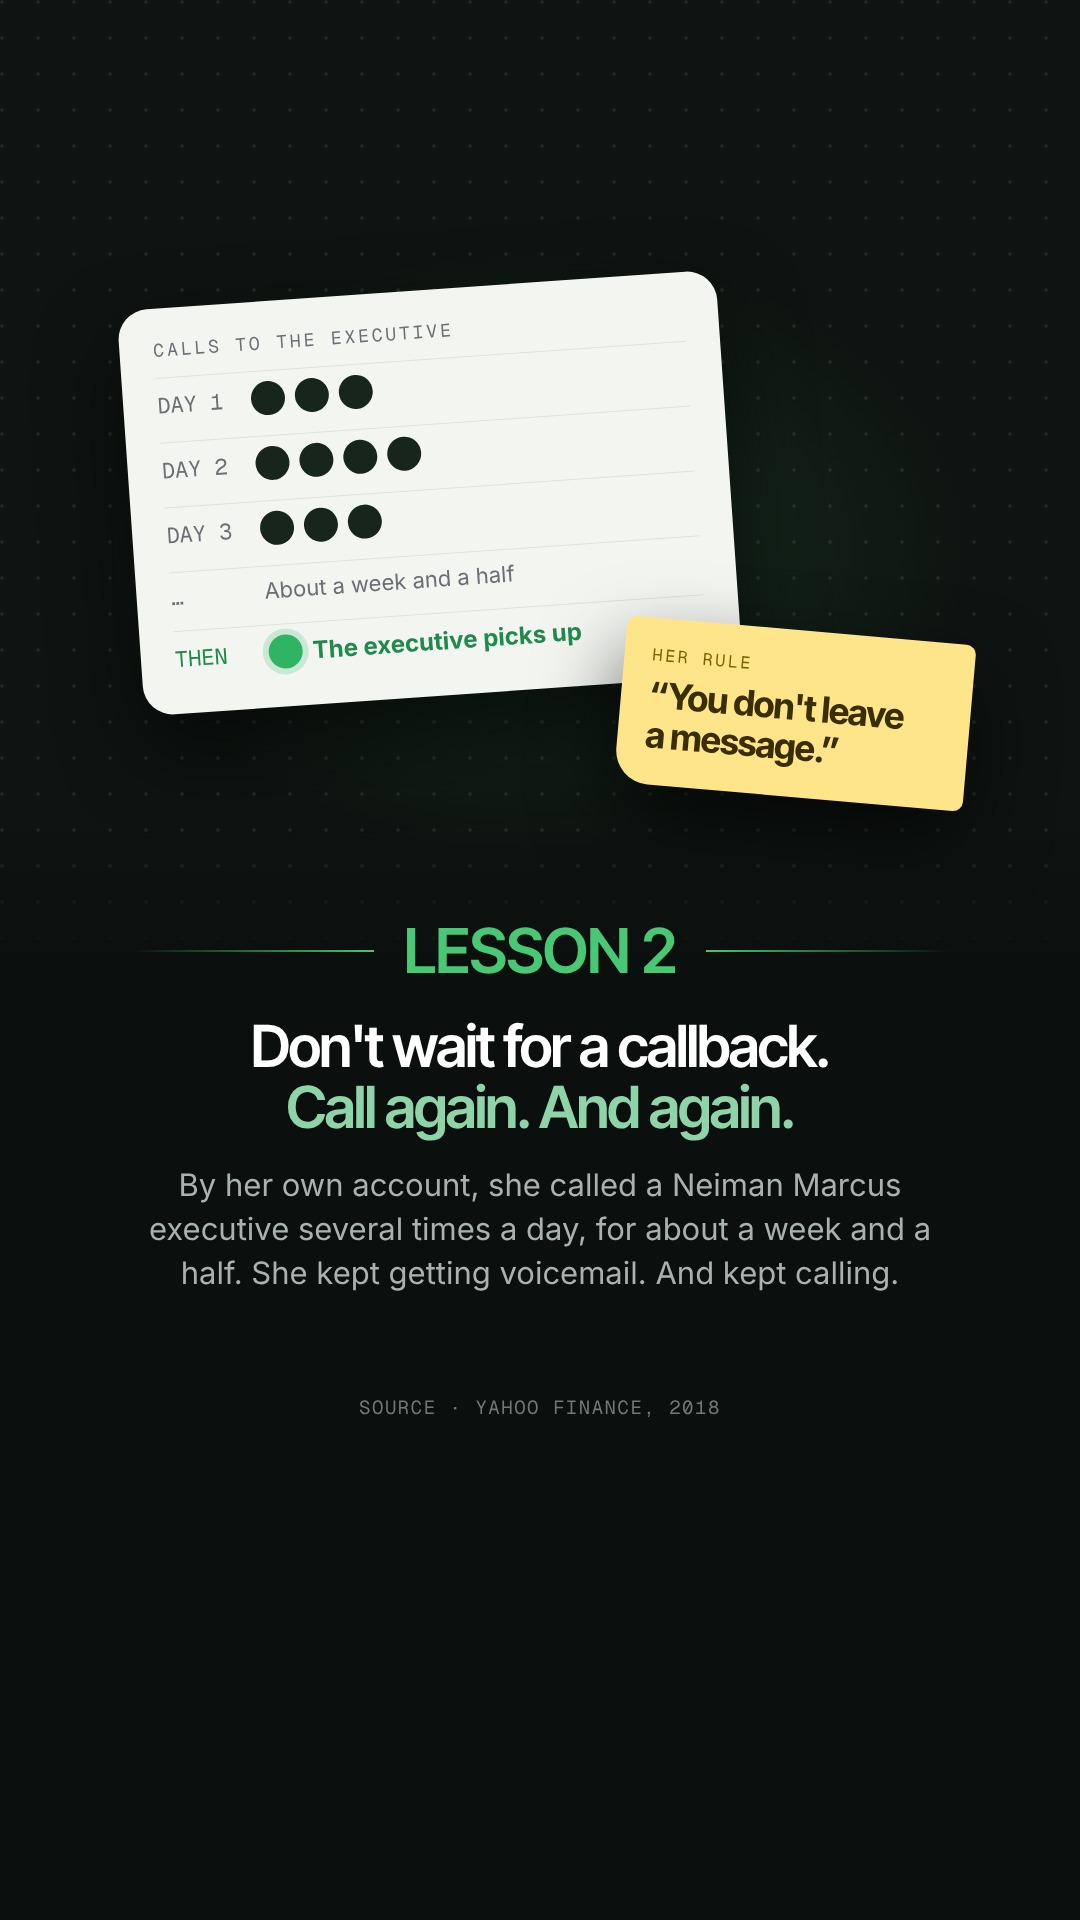 CALLS TO THE EXECUTIVE
DAY 1
DAY 2
DAY 3
… About a week and a half
THEN The executive picks up
HER RULE
“You don't leave
a message.”
LESSON 2
Don't wait for a callback.
Call again. And again.
By her own account, she called a Neiman Marcus
executive several times a day, for about a week and a
half. She kept getting voicemail. And kept calling.
SOURCE · YAHOO FINANCE, 2018